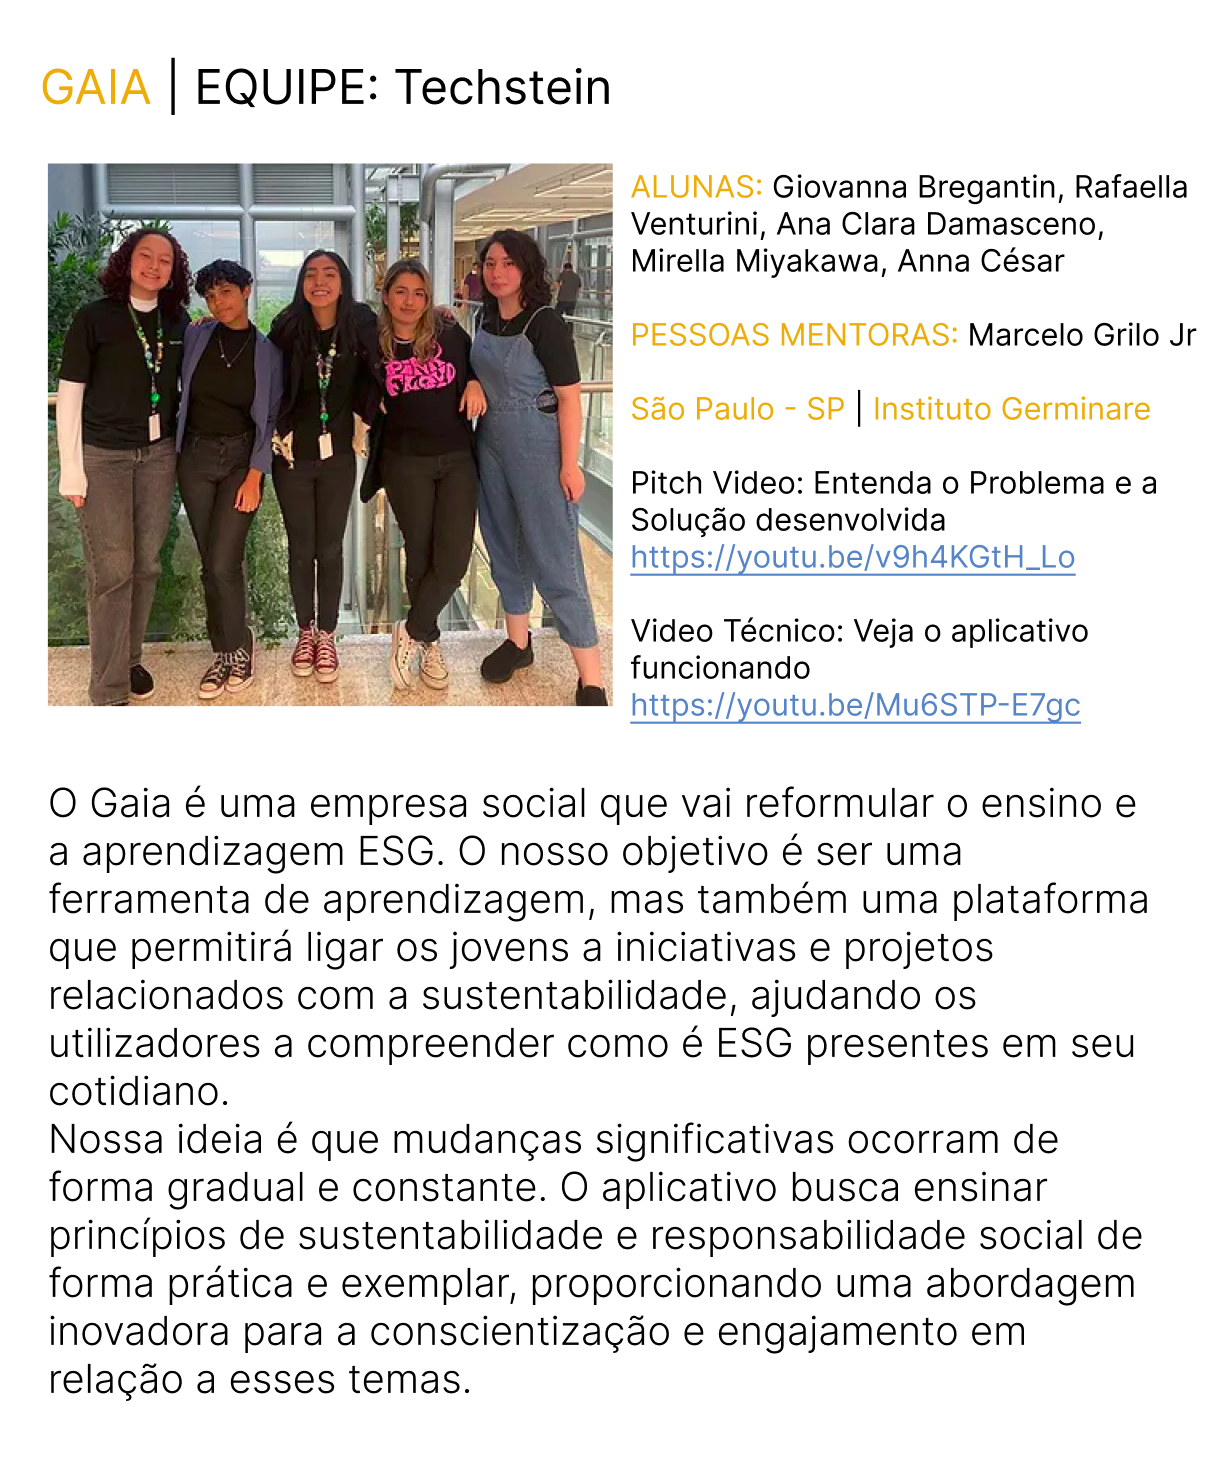 GAIA | EQUIPE: Techstein
ALUNAS: Giovanna Bregantin, Rafaella
Venturini, Ana Clara Damasceno,
Mirella Miyakawa, Anna César
PESSOAS MENTORAS: Marcelo Grilo Jr
São Paulo - SP | Instituto Germinare
Pitch Video: Entenda o Problema e a
Solução desenvolvida
https://youtu.be/v9h4KGtH_Lo
Video Técnico: Veja o aplicativo
funcionando
https://youtu.be/Mu6STP-E7gc
PINK
FLOYD
O Gaia é uma empresa social que vai reformular o ensino e
a aprendizagem ESG. O nosso objetivo é ser uma
ferramenta de aprendizagem, mas também uma plataforma
que permitirá ligar os jovens a iniciativas e projetos
relacionados com a sustentabilidade, ajudando os
utilizadores a compreender como é ESG presentes em seu
cotidiano.
Nossa ideia é que mudanças significativas ocorram de
forma gradual e constante. O aplicativo busca ensinar
princípios de sustentabilidade e responsabilidade social de
forma prática e exemplar, proporcionando uma abordagem
inovadora para a conscientização e engajamento em
relação a esses temas.